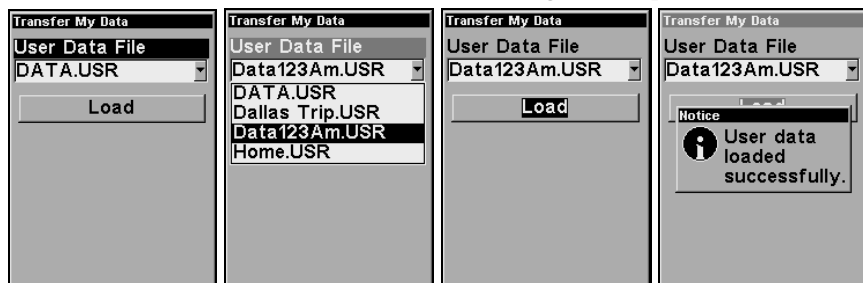 Transfer My Data
User Data File
DATA.USR
Load
Transfer My Data
User Data File
Data123Am.USR
DATA.USR
Dallas Trip.USR
Data123Am.USR
Home.USR
Transfer My Data
User Data File
Data123Am.USR
Load
Transfer My Data
User Data File
Data123Am.USR
Load
Notice
User data
loaded
successfully.